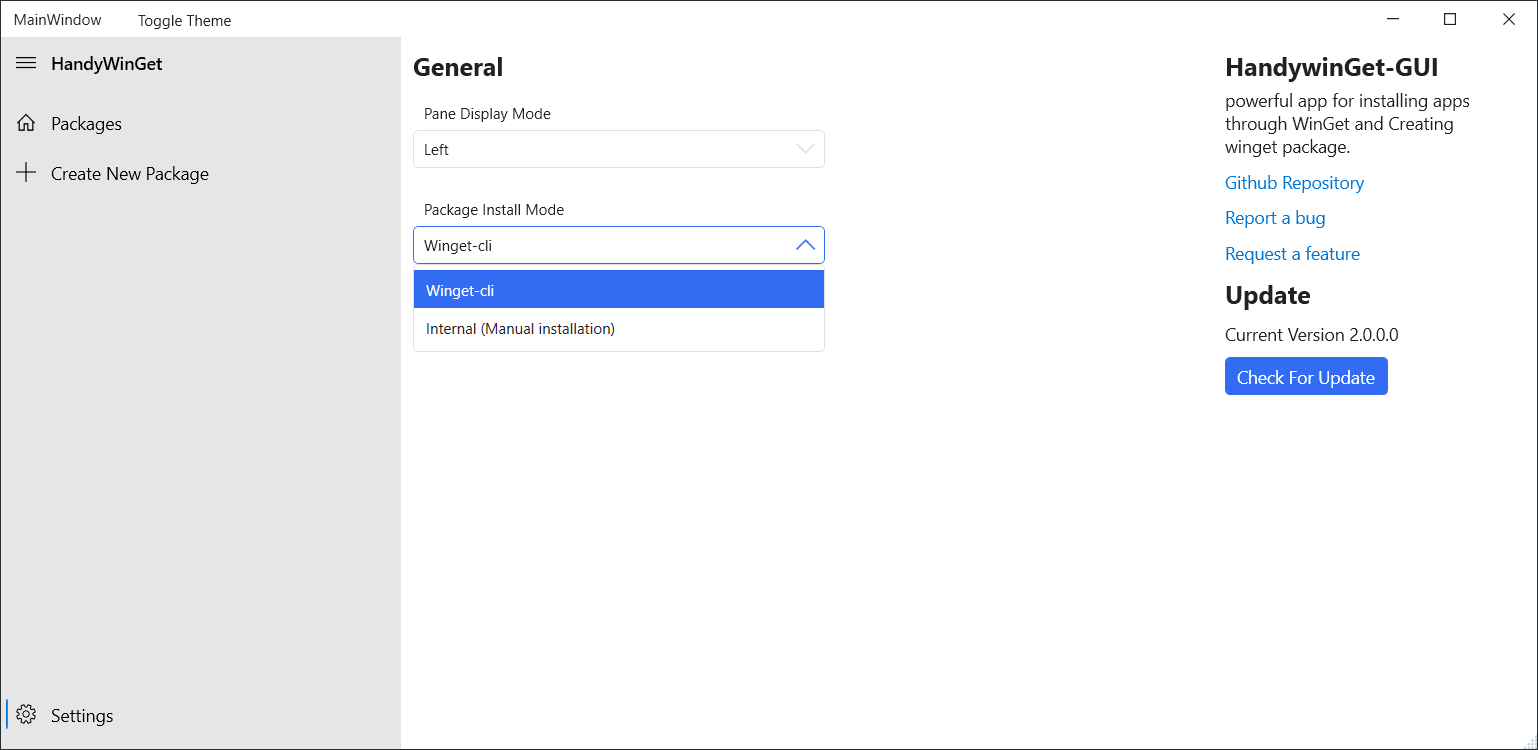 MainWindow
Toggle Theme
HandyWinGet
Packages
Create New Package
Settings
General
Pane Display Mode
Left
Package Install Mode
Winget-cli
Winget-cli
Internal (Manual installation)
HandywinGet-GUI
powerful app for installing apps
through WinGet and Creating
winget package.
Github Repository
Report a bug
Request a feature
Update
Current Version 2.0.0.0
Check For Update